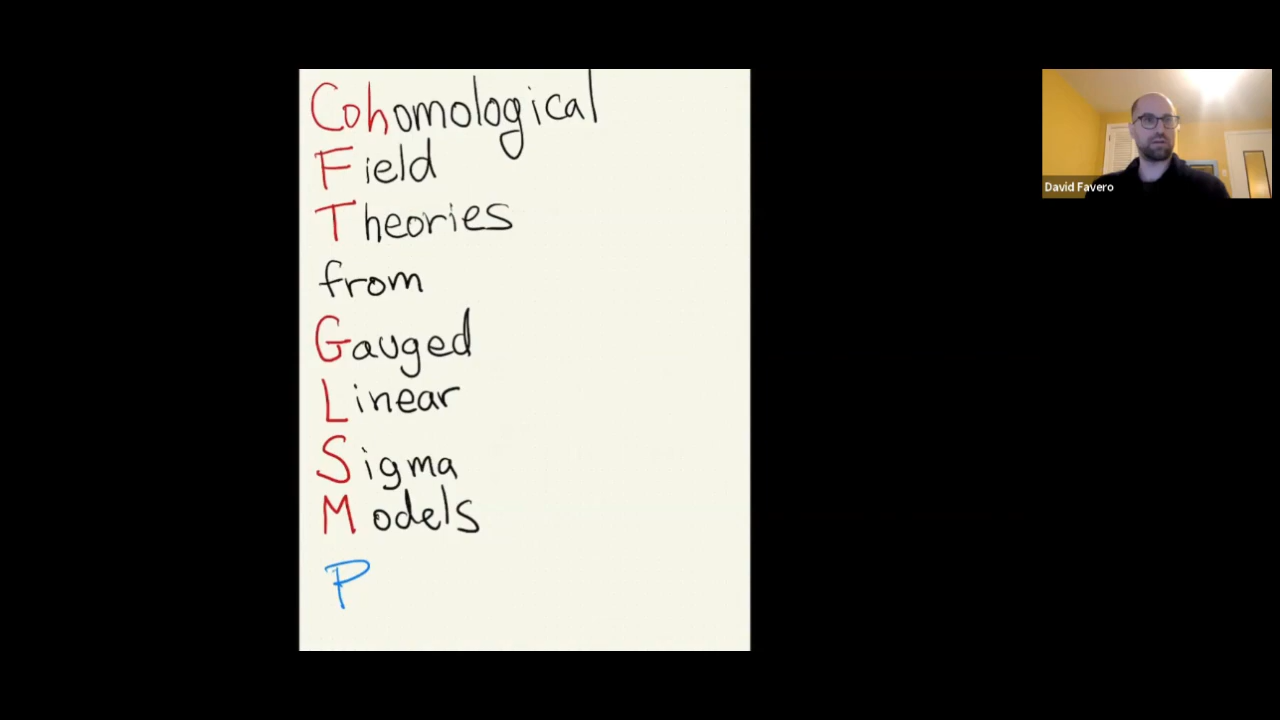 Cohomological
Field
Theories
from
Gauged
Linear
Sigma
Models
P
David Favero